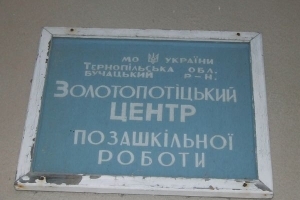 МО УКРАЇНИ
ТЕРНОПІЛЬСЬКА ОБЛ.
БУЧАЦЬКИЙ Р-Н.
ЗОЛОТОПОТІЦЬКИЙ
ЦЕНТР
ПОЗАШКІЛЬНОЇ
РОБОТИ